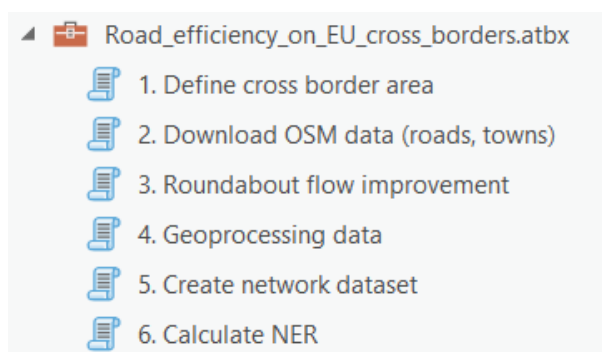 Road_efficiency_on_EU_cross_borders.atbx
1. Define cross border area
2. Download OSM data (roads, towns)
3. Roundabout flow improvement
4. Geoprocessing data
5. Create network dataset
6. Calculate NER